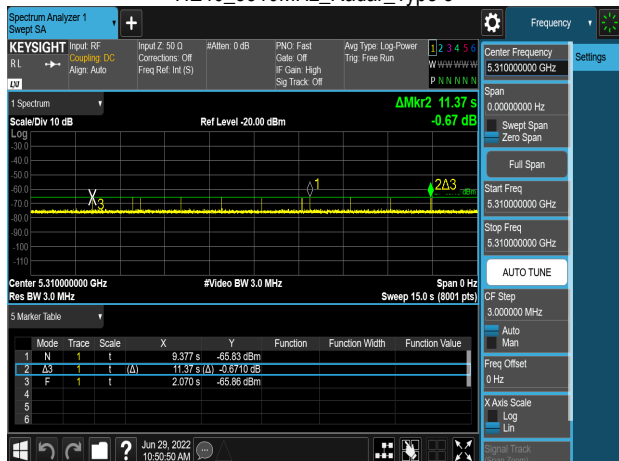 Spectrum Analyzer 1
Swept SA
Frequency
KEYSIGHT Input: RF Input Z: 50 Ω #Atten: 0 dB PNO: Fast Avg Type: Log-Power 1 2 3 4 5 6
RL Coupling: DC Corrections: Off Gate: Off Trig: Free Run
Align: Auto Freq Ref: Int (S) IF Gain: High W W W W W W
Sig Track: Off P N N N N N
LXI
Center Frequency
5.310000000 GHz
Settings
Span
0.00000000 Hz
Swept Span
Zero Span
Full Span
Start Freq
5.310000000 GHz
Stop Freq
5.310000000 GHz
AUTO TUNE
CF Step
3.000000 MHz
Auto
Man
Freq Offset
0 Hz
X Axis Scale
Log
Lin
Signal Track
1 Spectrum
ΔMkr2 11.37 s
Scale/Div 10 dB Ref Level -20.00 dBm -0.67 dB
Log
-30.0
-40.0
-50.0
-60.0
-70.0
-80.0
-90.0
-100
-110
X3
1
2Δ3
dBm
Center 5.310000000 GHz #Video BW 3.0 MHz Span 0 Hz
Res BW 3.0 MHz Sweep 15.0 s (8001 pts)
5 Marker Table
Mode Trace Scale X Y Function Function Width Function Value
1 N 1 t 9.377 s -65.83 dBm
2 Δ3 1 t (Δ) 11.37 s (Δ) -0.6710 dB
3 F 1 t 2.070 s -65.86 dBm
4
5
6
? Jun 29, 2022
10:50:50 AM